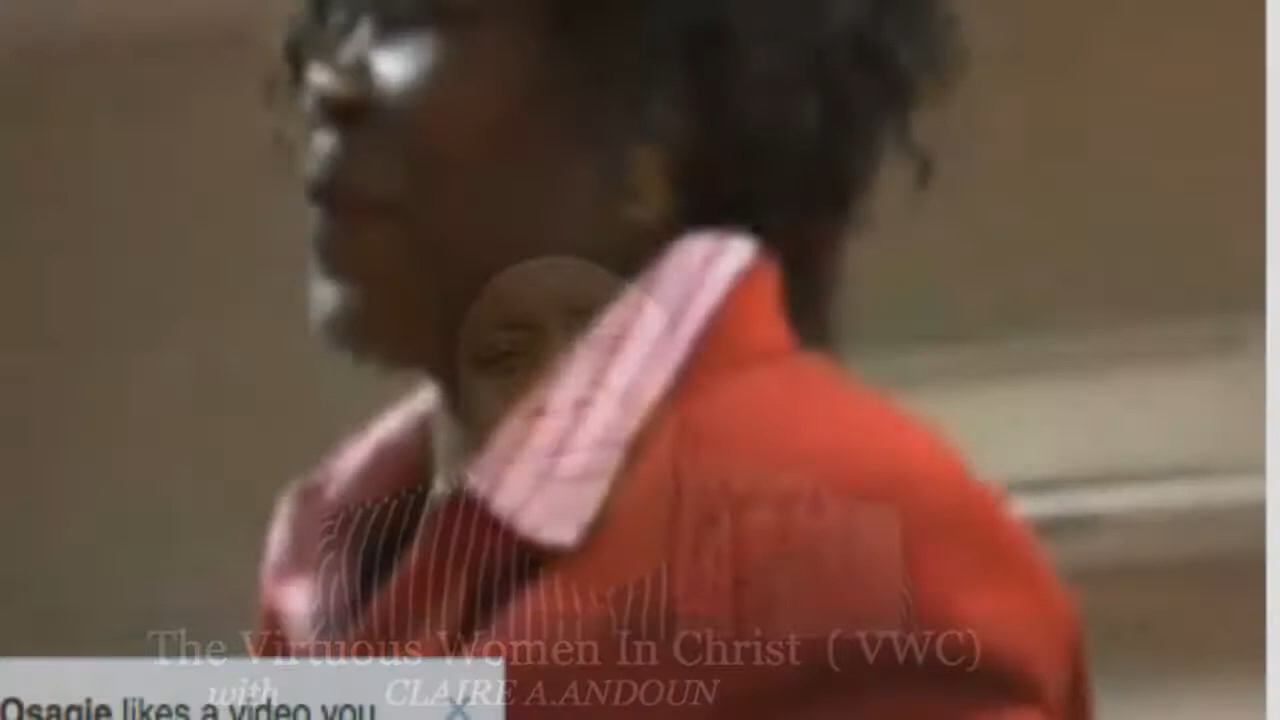 The Virtuous Women In Christ ( VWC)
with CLAIRE A.ANDOUN
Osagie likes a video you